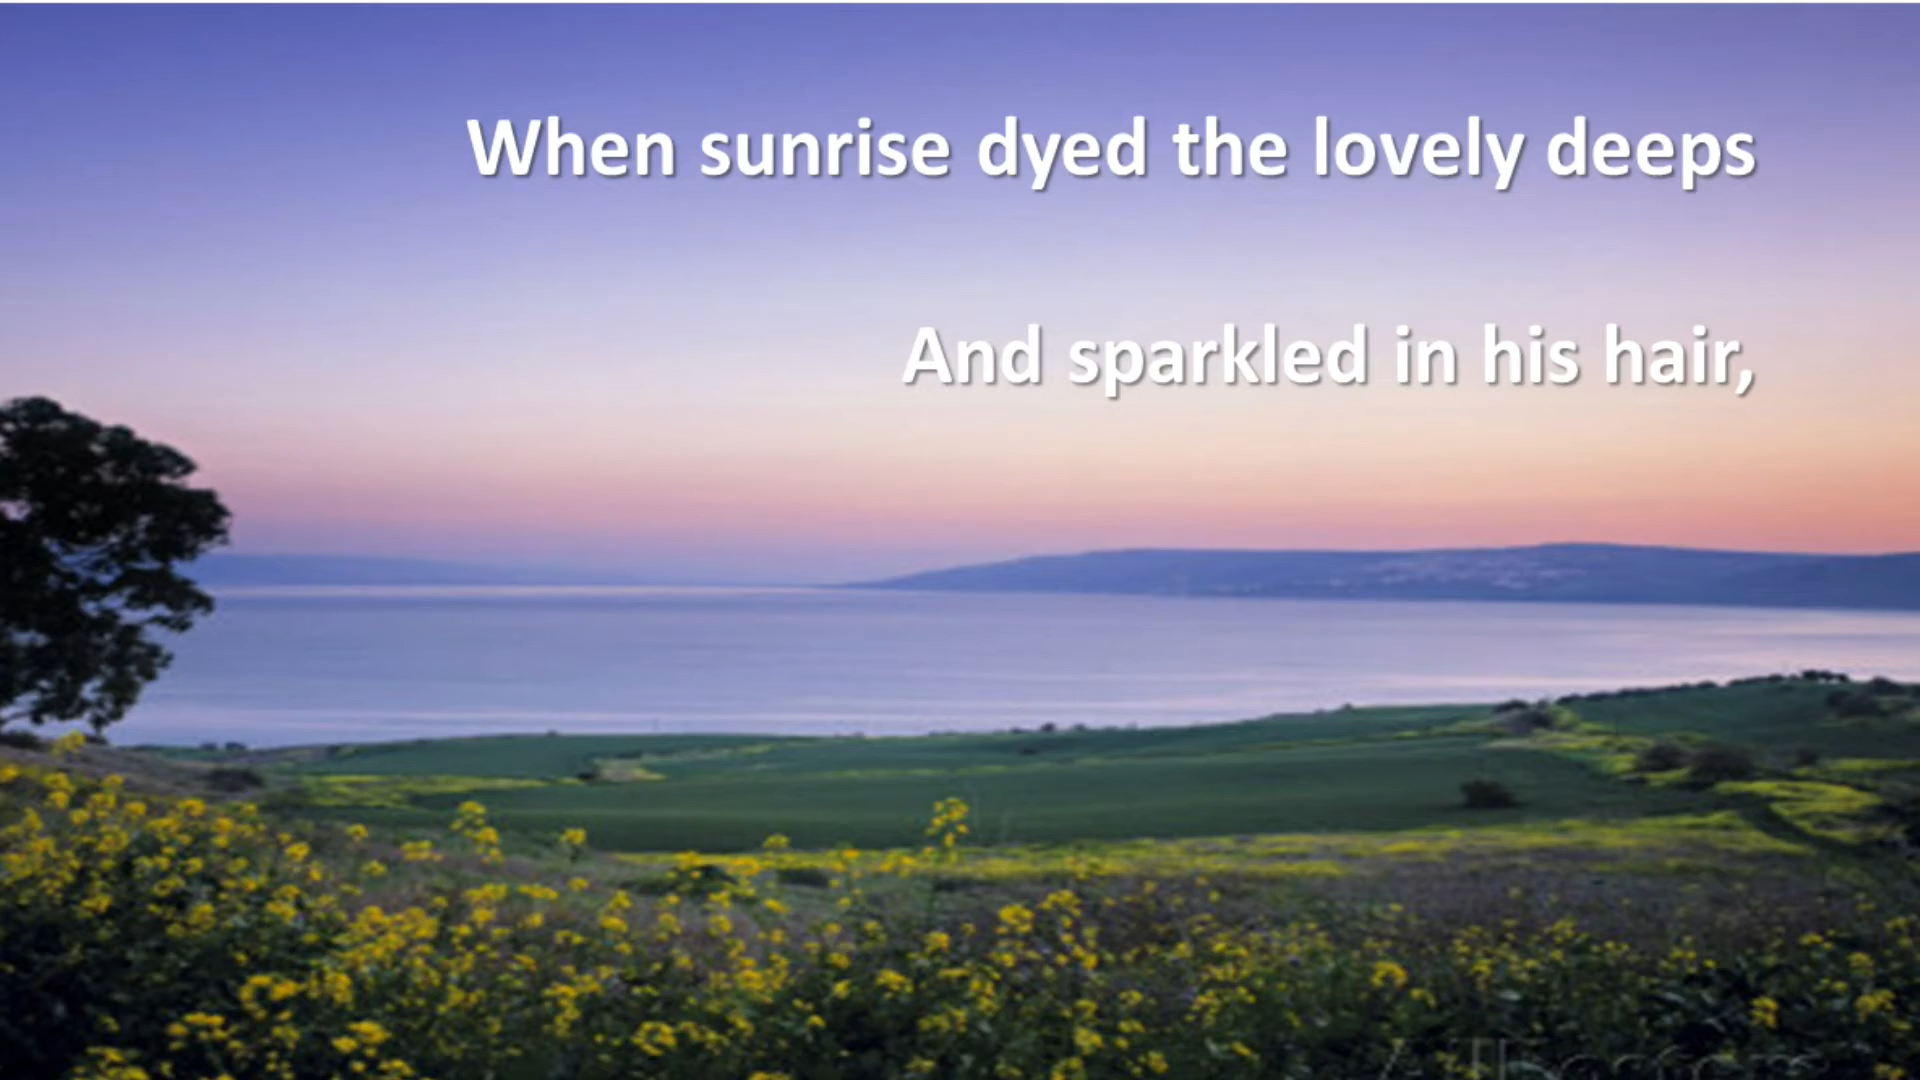 When sunrise dyed the lovely deeps
And sparkled in his hair,